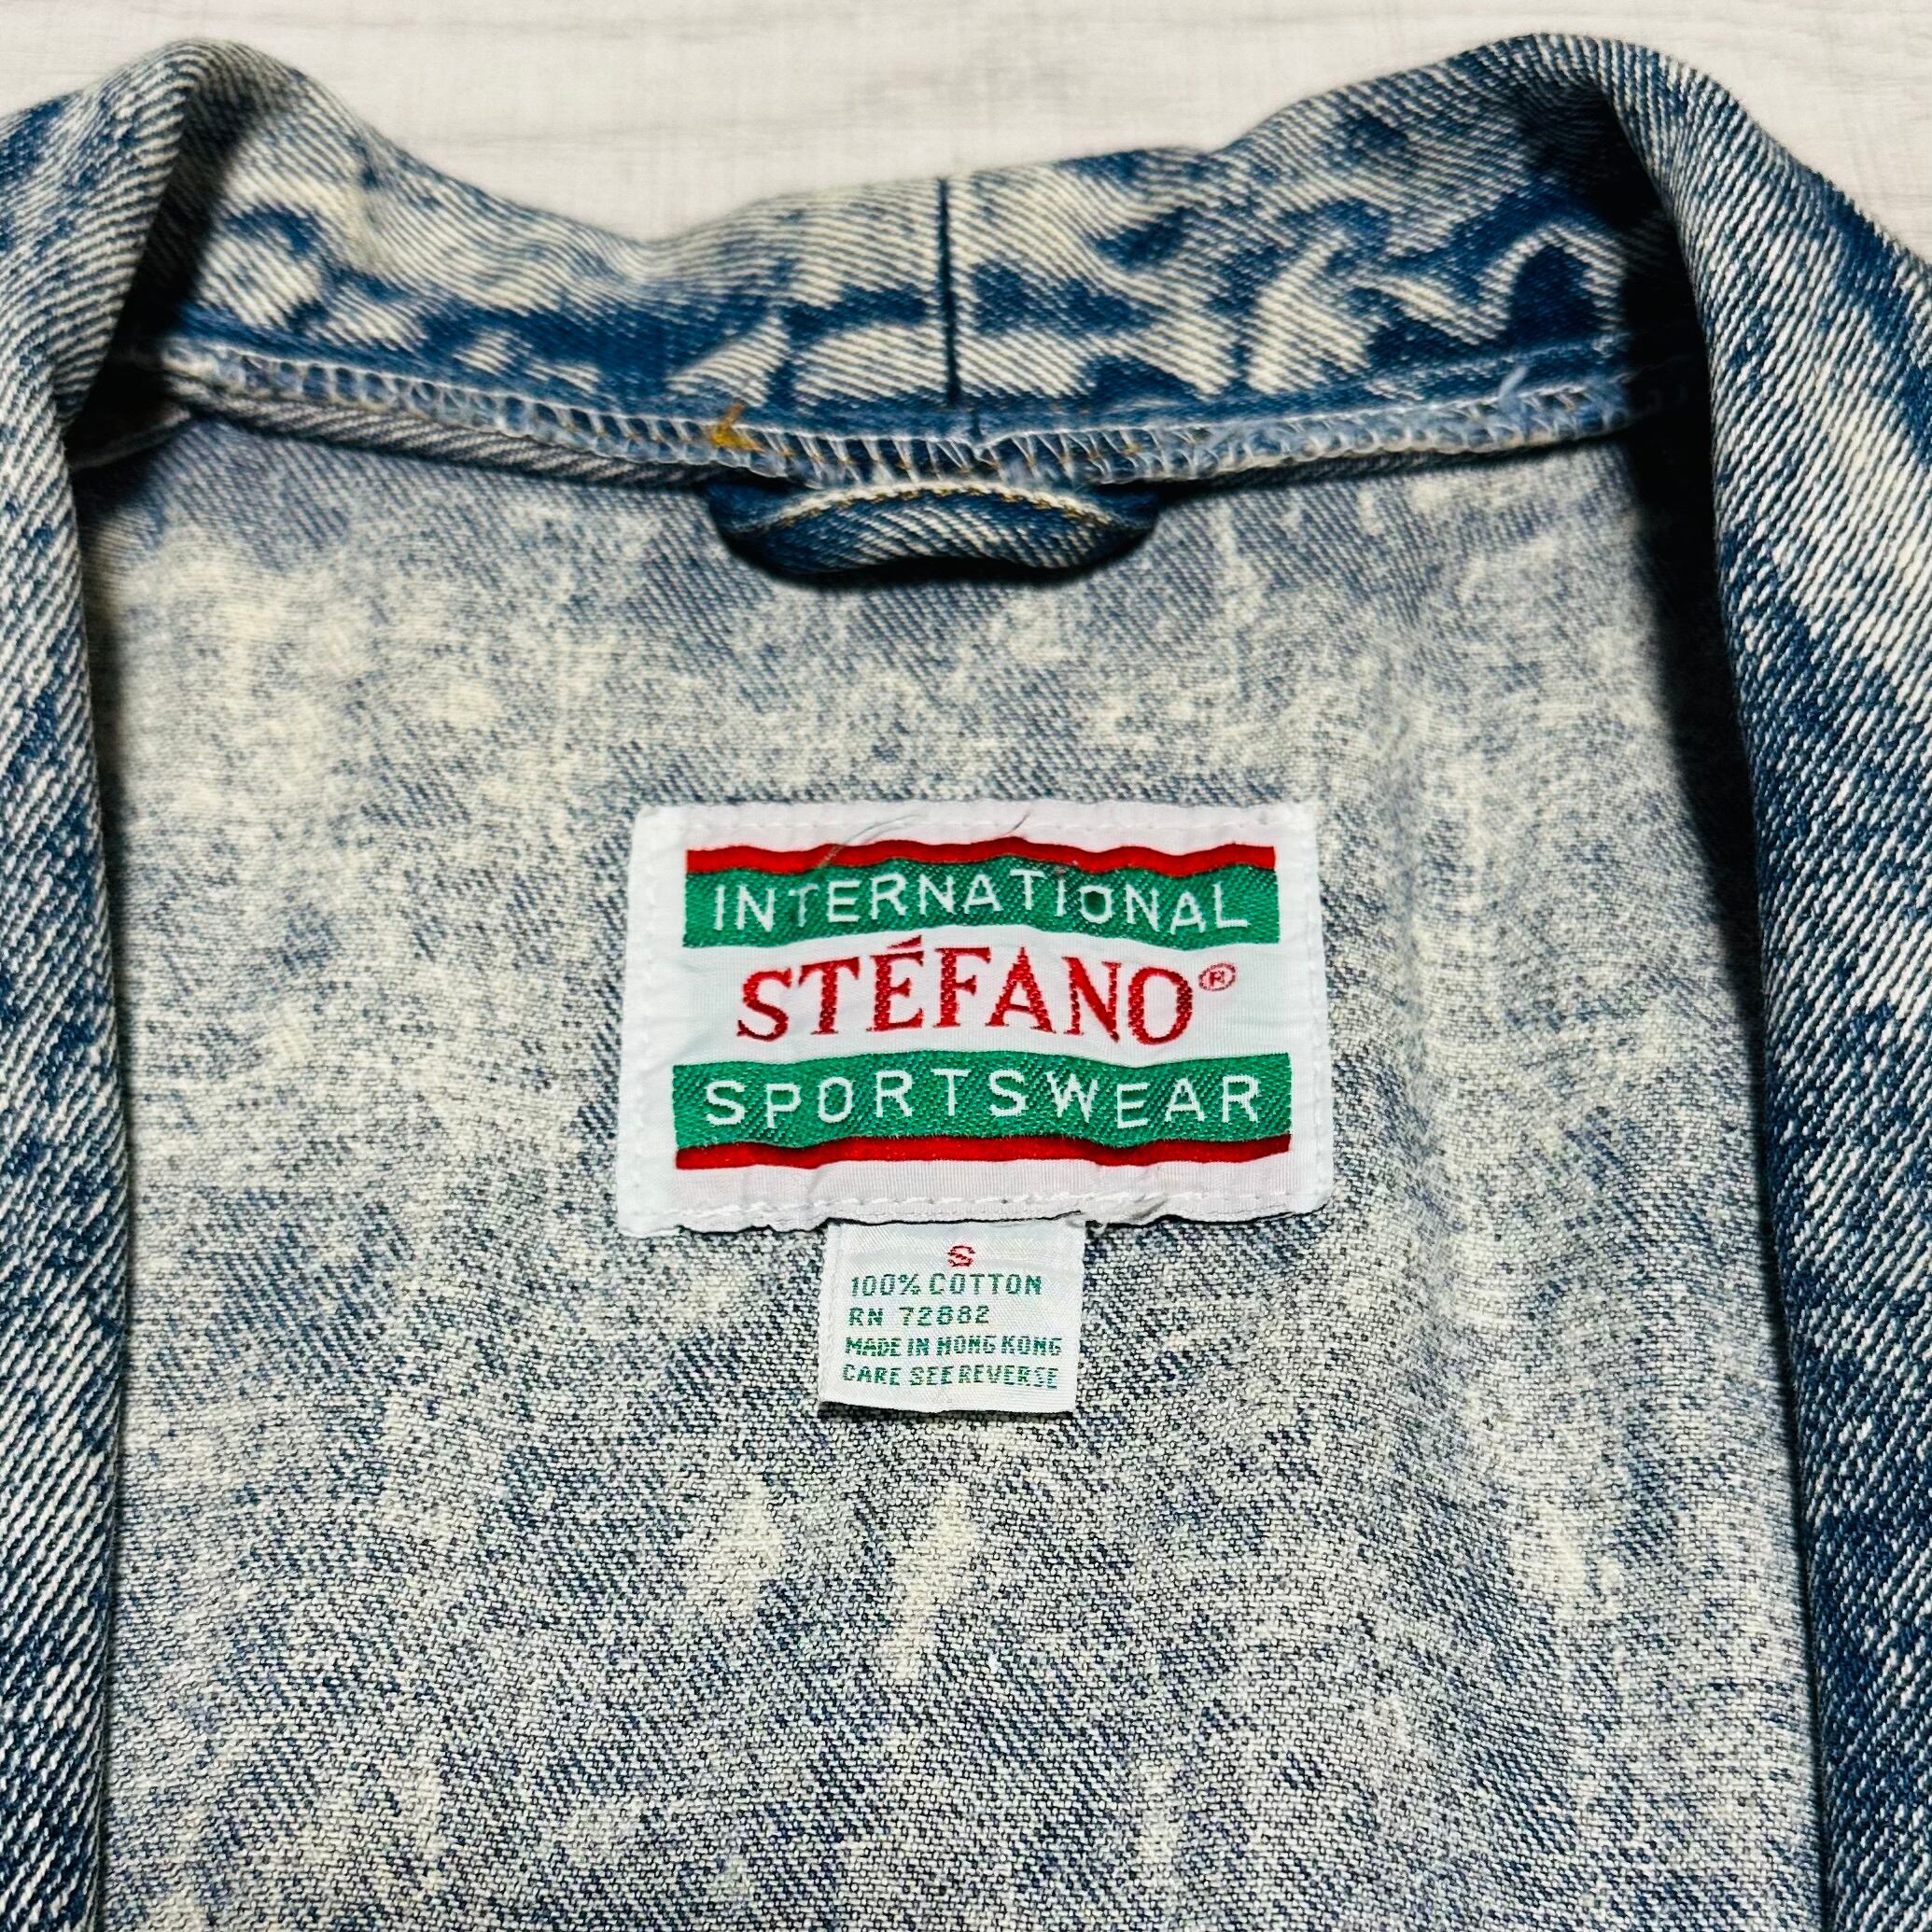 INTERNATIONAL
STÉFANO®
SPORTSWEAR
S
100% COTTON
RN 72882
MADE IN HONG KONG
CARE SEE REVERSE